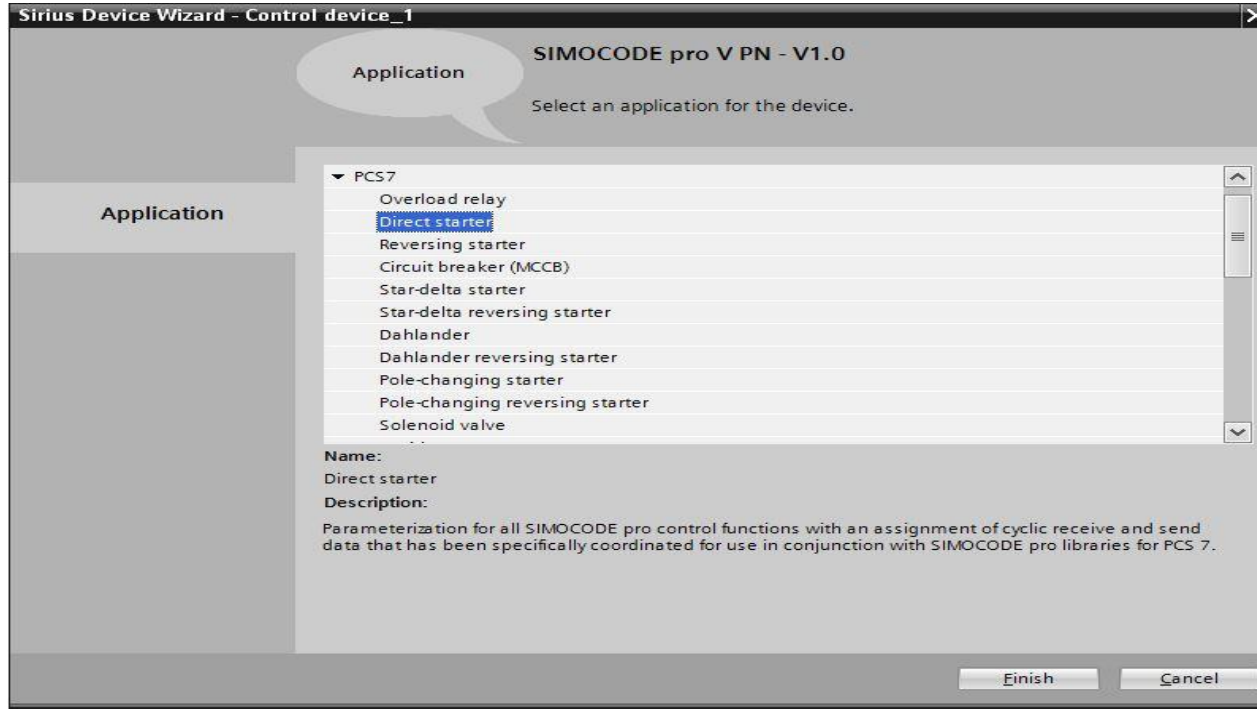 Sirius Device Wizard - Control device_1
Application
SIMOCODE pro V PN - V1.0
Select an application for the device.
Application
PCS7
Overload relay
Direct starter
Reversing starter
Circuit breaker (MCCB)
Star-delta starter
Star-delta reversing starter
Dahlander
Dahlander reversing starter
Pole-changing starter
Pole-changing reversing starter
Solenoid valve
Name:
Direct starter
Description:
Parameterization for all SIMOCODE pro control functions with an assignment of cyclic receive and send
data that has been specifically coordinated for use in conjunction with SIMOCODE pro libraries for PCS 7.
Finish
Cancel